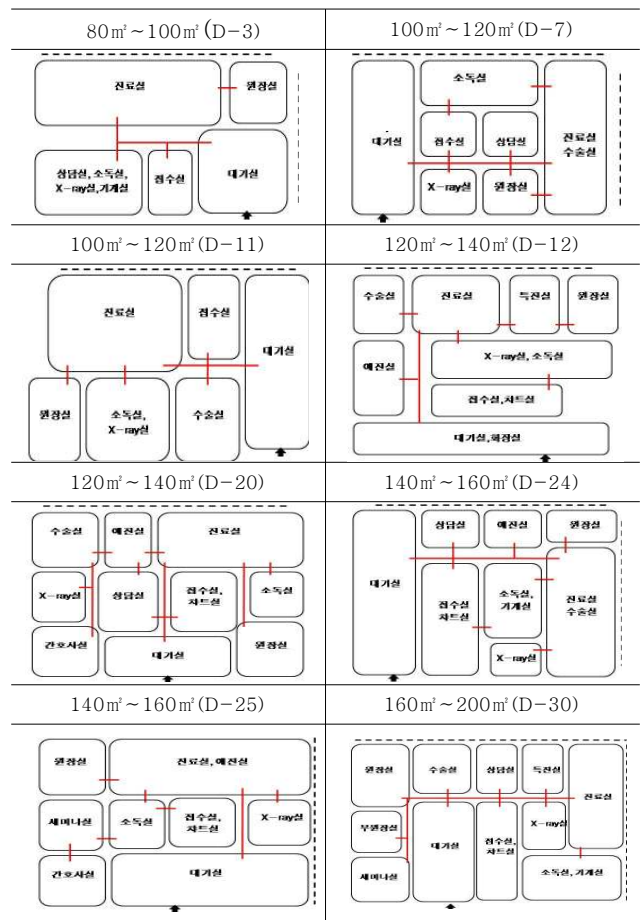 80㎡~100㎡(D-3)
100㎡~120㎡(D-7)
진료실
원장실
상담실, 소독실,
X-ray실,기계실
접수실
대기실
대기실
소독실
접수실
상담실
X-ray실
원장실
진료실
수술실
100㎡~120㎡(D-11)
120㎡~140㎡(D-12)
진료실
접수실
대기실
원장실
소독실,
X-ray실
수술실
수술실
진료실
특진실
원장실
예진실
X-ray실, 소독실
접수실,차트실
대기실,화장실
120㎡~140㎡(D-20)
140㎡~160㎡(D-24)
수술실
예진실
진료실
X-ray실
상담실
접수실,
차트실
소독실
간호사실
대기실
원장실
대기실
상담실
예진실
원장실
접수실
차트실
소독실,
기계실
진료실
수술실
X-ray실
140㎡~160㎡(D-25)
160㎡~200㎡(D-30)
원장실
진료실, 예진실
세미나실
소독실
접수실,
차트실
X-ray실
간호사실
대기실
원장실
수술실
상담실
특진실
진료실
부원장실
대기실
접수실,
차트실
X-ray실
세미나실
소독실, 기계실